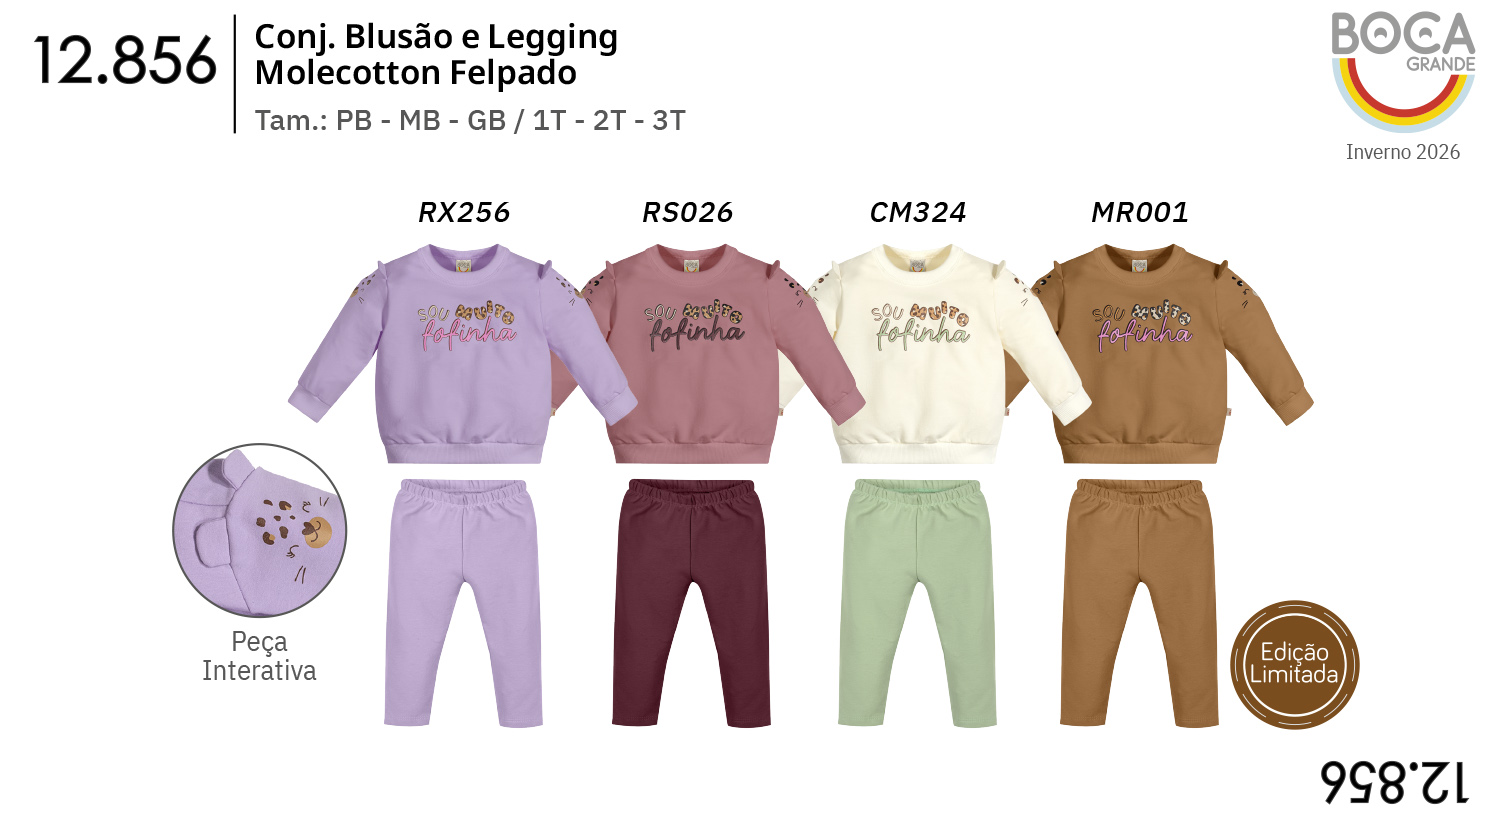 12.856
Conj. Blusão e Legging
Molecotton Felpado
Tam.: PB - MB - GB / 1T - 2T - 3T
BOCA
GRANDE
Inverno 2026
RX256
RS026
CM324
MR001
SOU MUITO
fofinha
SOU MUITO
fofinha
SOU MUITO
fofinha
SOU MUITO
fofinha
Peça
Interativa
Edição
Limitada
12.856